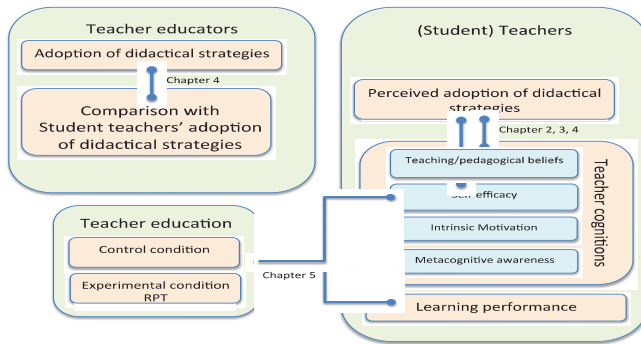 Teacher educators
Adoption of didactical strategies
Chapter 4
Comparison with
Student teachers' adoption
of didactical strategies
Teacher education
Control condition
Experimental condition
RPT
Chapter 5
(Student) Teachers
Perceived adoption of didactical
strategies
Chapter 2, 3, 4
Teaching/pedagogical beliefs
Self efficacy
Intrinsic Motivation
Metacognitive awareness
Teacher cognitions
Learning performance